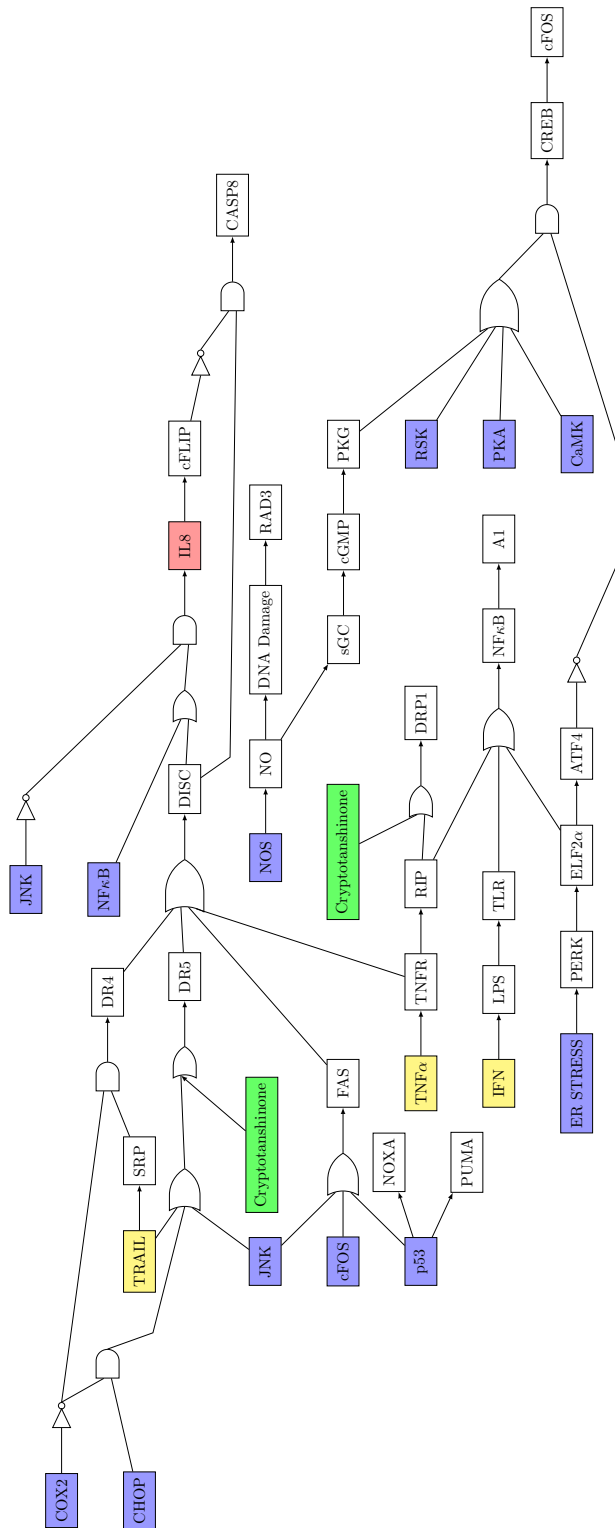 COX2
CHOP
TRAIL
SRP
DR4
JNK
NFκB
DR5
Cryptotanshinone
DISC
IL8
cFLIP
CASP8
JNK
cFOS
p53
NOXA
PUMA
FAS
NOS
NO
DNA Damage
RAD3
sGC
cGMP
PKG
TNFα
TNFR
RIP
Cryptotanshinone
DRP1
IFN
LPS
TLR
NFκB
A1
ER STRESS
PERK
ELF2α
ATF4
RSK
PKA
CaMK
CREB
cFOS